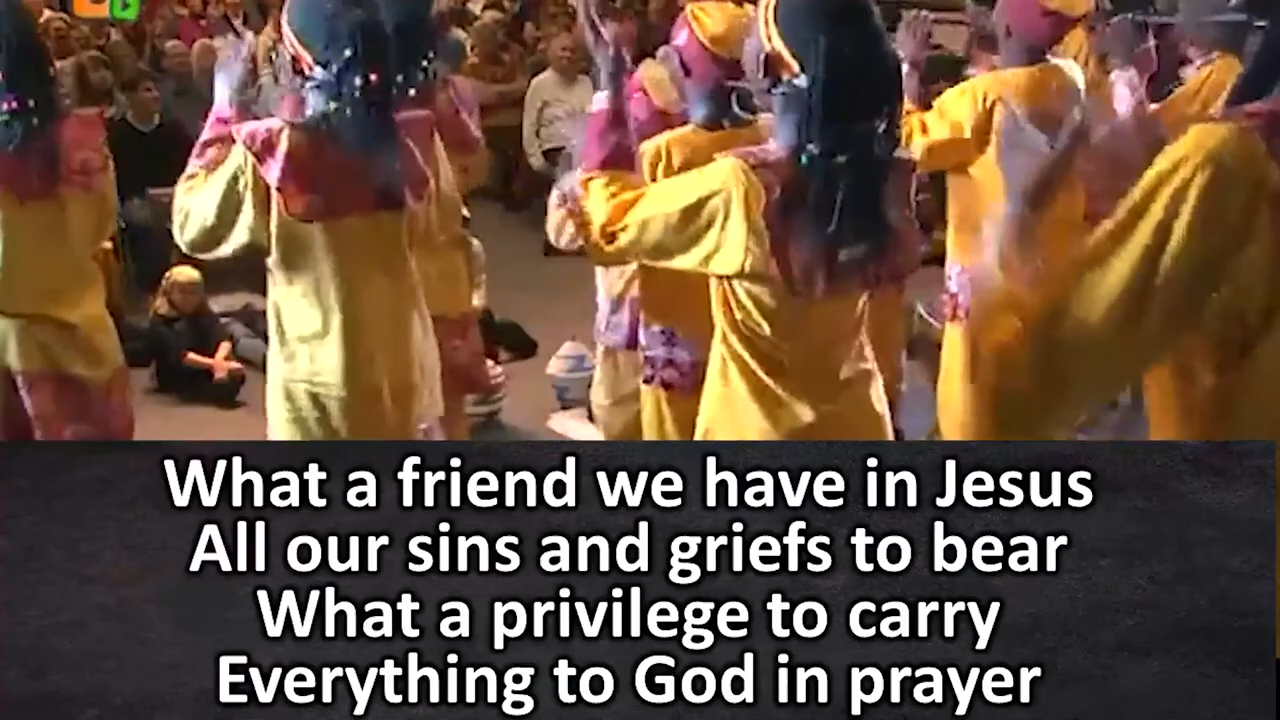 What a friend we have in Jesus
All our sins and griefs to bear
What a privilege to carry
Everything to God in prayer